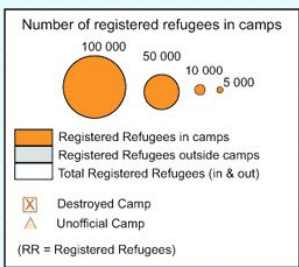 Number of registered refugees in camps
100 000
50 000
10 000
5 000
Registered Refugees in camps
Registered Refugees outside camps
Total Registered Refugees (in & out)
Destroyed Camp
Unofficial Camp
(RR = Registered Refugees)